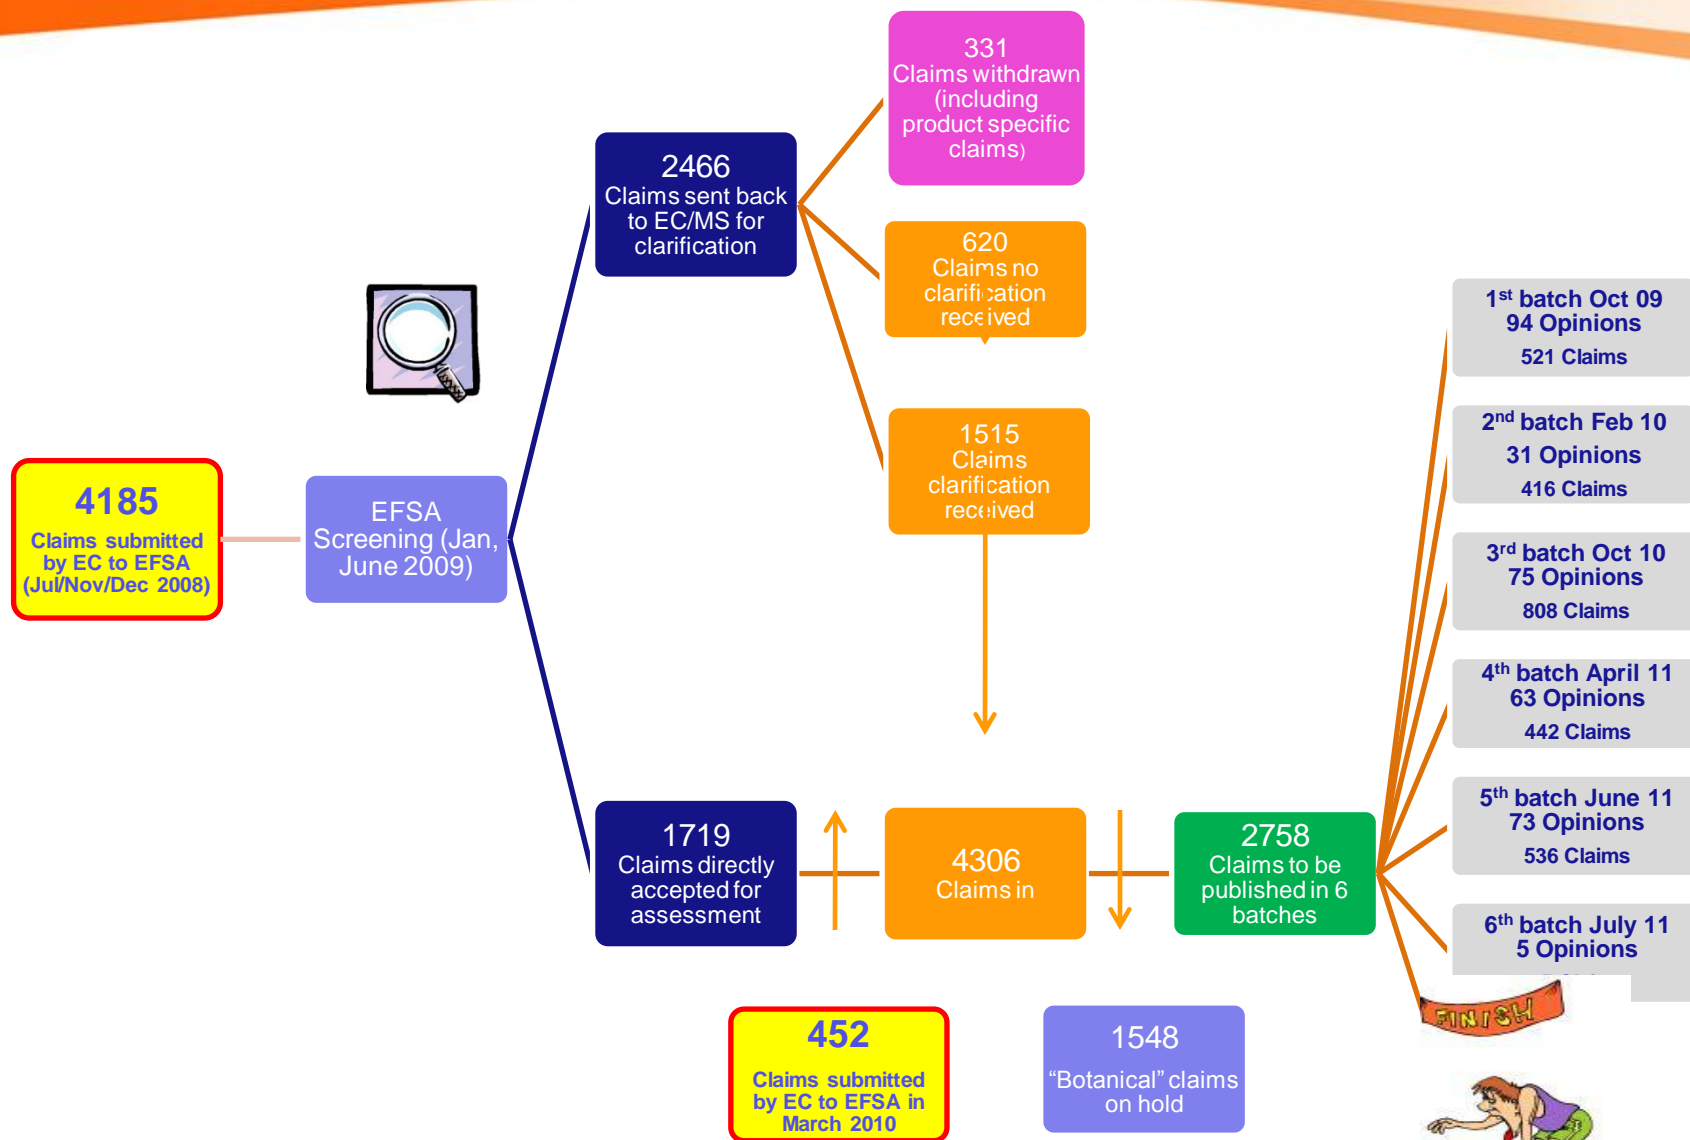 4185
Claims submitted
by EC to EFSA
(Jul/Nov/Dec 2008)
EFSA
Screening (Jan,
June 2009)
2466
Claims sent back
to EC/MS for
clarification
1719
Claims directly
accepted for
assessment
331
Claims withdrawn
(including
product specific
claims)
620
Claims no
clarification
received
1515
Claims
clarification
received
4306
Claims in
452
Claims submitted
by EC to EFSA in
March 2010
1548
“Botanical” claims
on hold
2758
Claims to be
published in 6
batches
1st batch Oct 09
94 Opinions
521 Claims
2nd batch Feb 10
31 Opinions
416 Claims
3rd batch Oct 10
75 Opinions
808 Claims
4th batch April 11
63 Opinions
442 Claims
5th batch June 11
73 Opinions
536 Claims
6th batch July 11
5 Opinions
FINISH